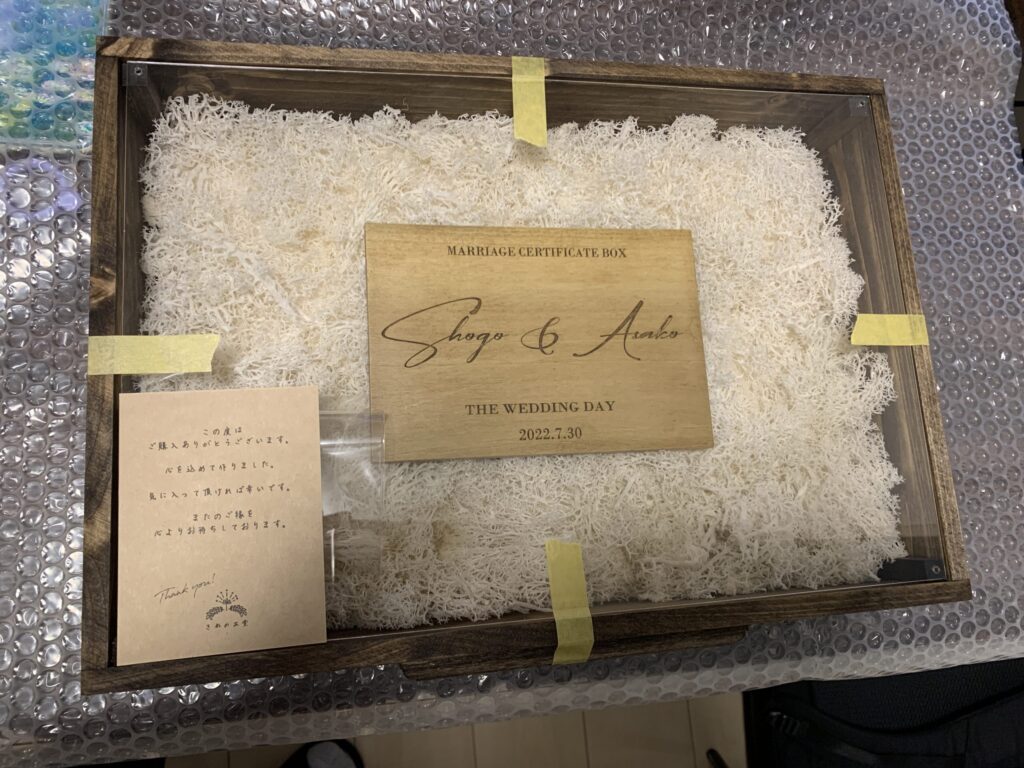 MARRIAGE CERTIFICATE BOX
Shogo & Asako
THE WEDDING DAY
2022.7.30
この度は
ご購入ありがとうございます。
心を込めて作りました。
気に入って頂ければ幸いです。
またのご縁を
心よりお待ちしております。
Thank you!